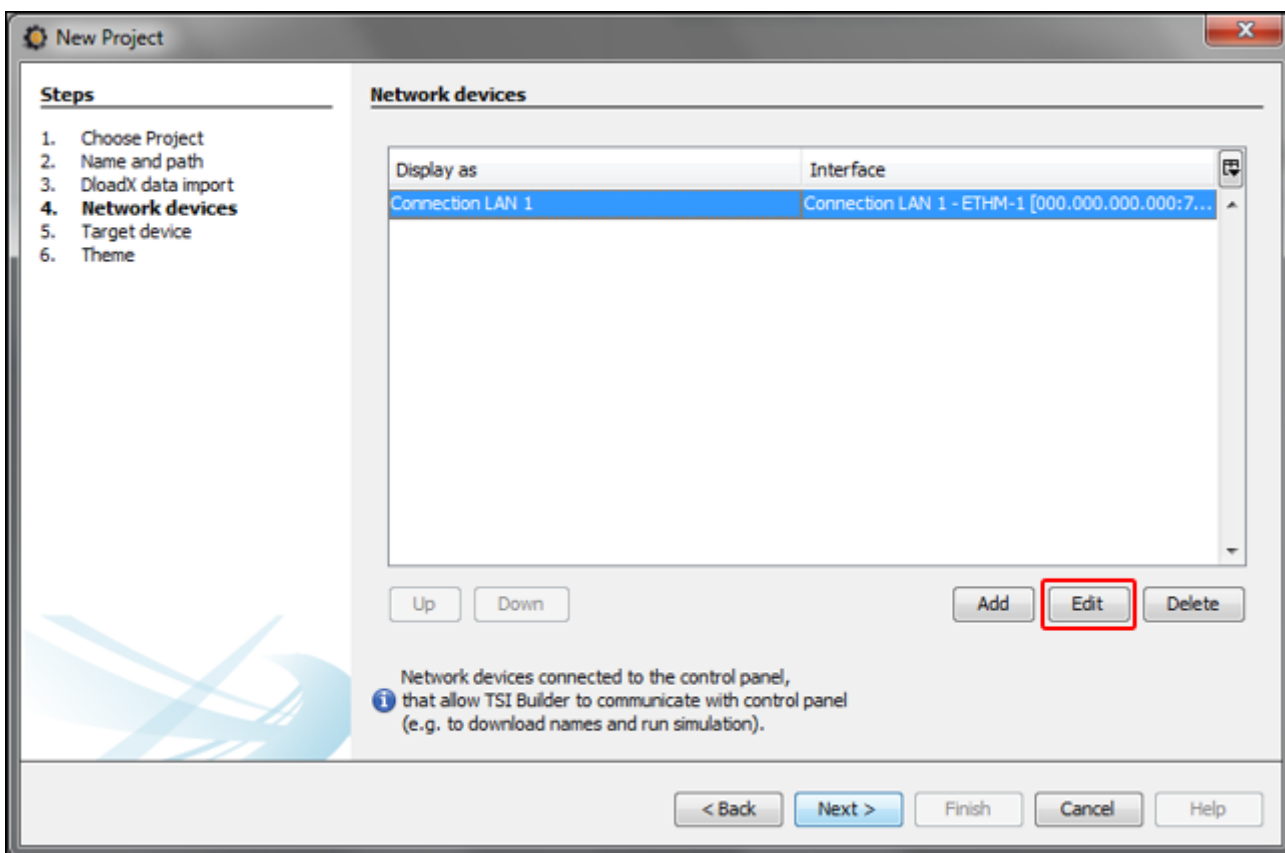 New Project
Steps
1. Choose Project
2. Name and path
3. DloadX data import
4. Network devices
5. Target device
6. Theme
Network devices
Display as Interface
Connection LAN 1 Connection LAN 1 - ETHM-1 [000.000.000.000:7...
Up Down Add Edit Delete
Network devices connected to the control panel,
that allow TSI Builder to communicate with control panel
(e.g. to download names and run simulation).
< Back Next > Finish Cancel Help